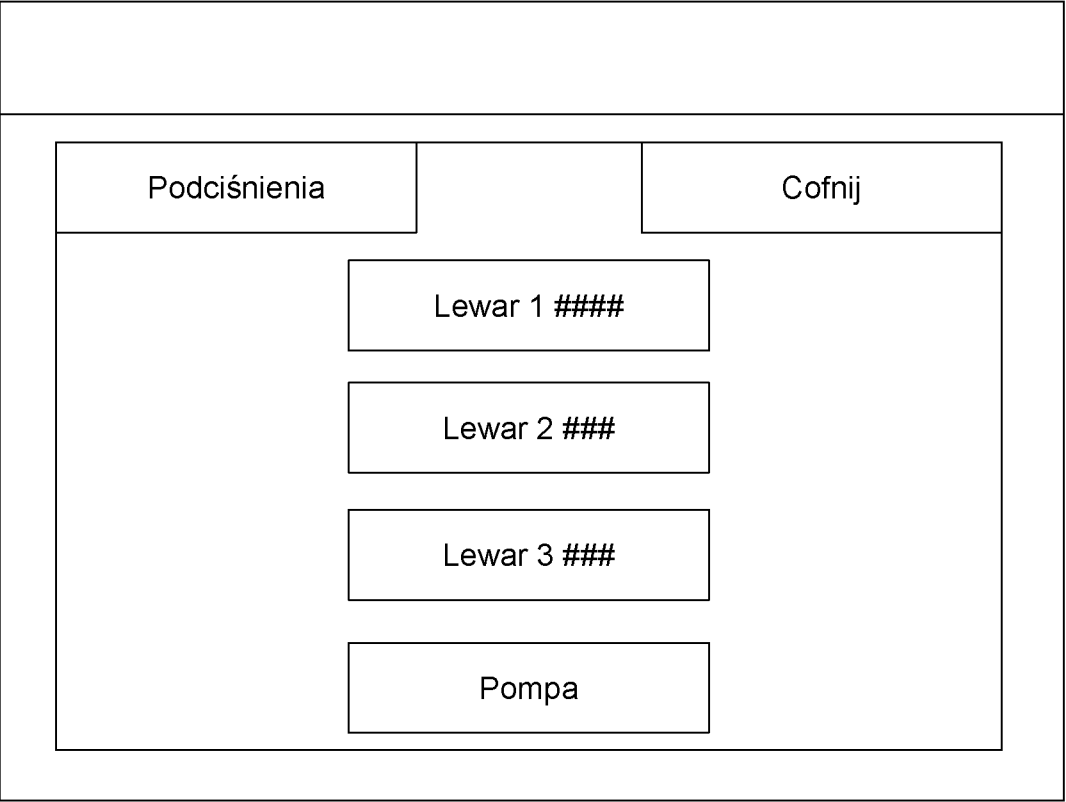 Podciśnienia
Cofnij
Lewar 1 ####
Lewar 2 ###
Lewar 3 ###
Pompa